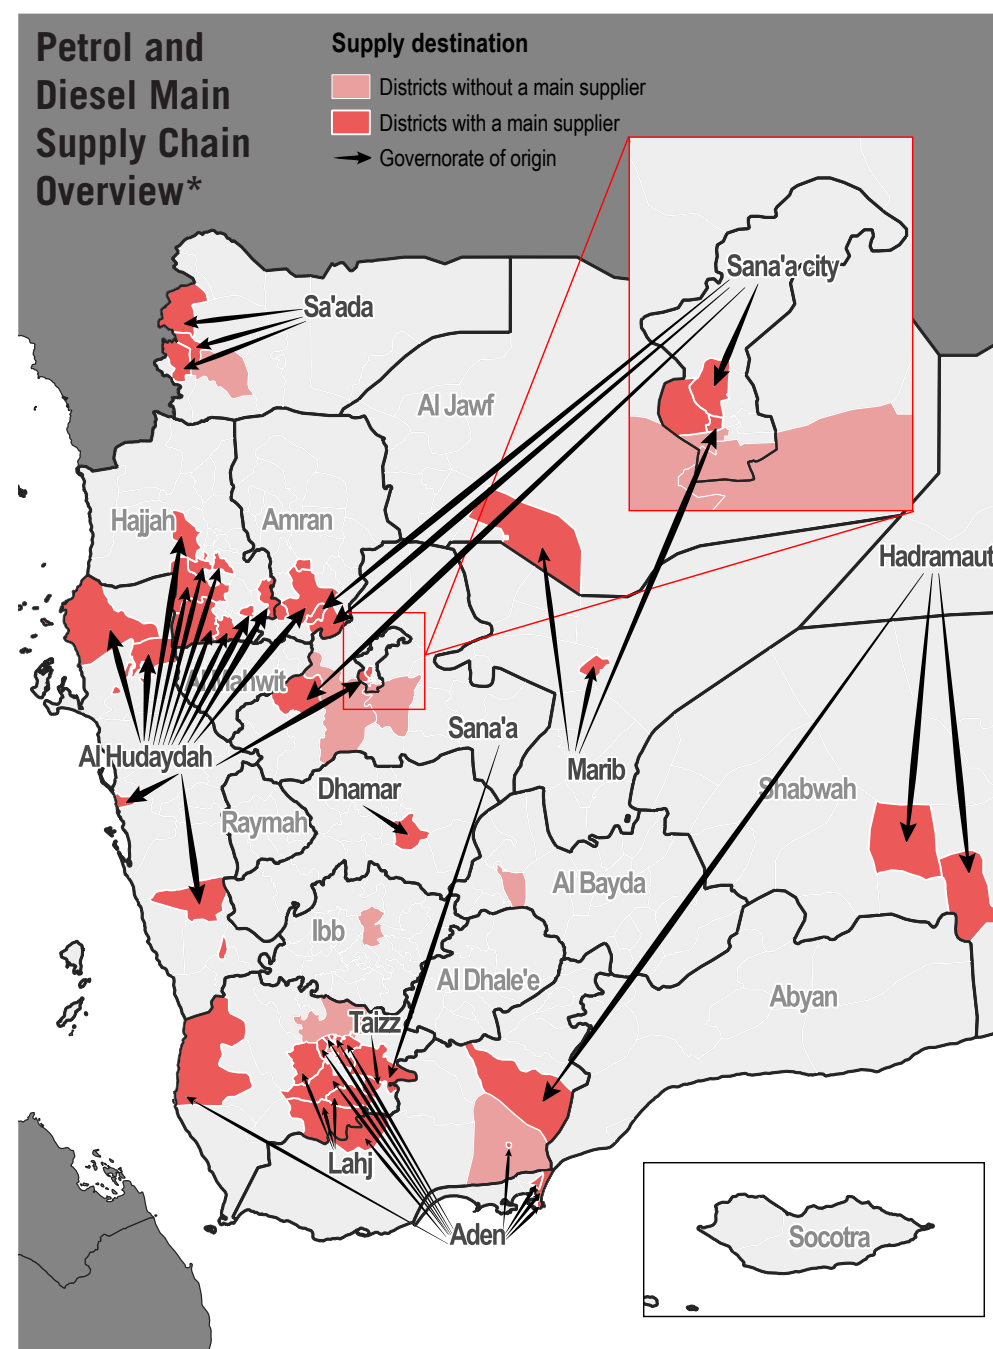 Petrol and
Diesel Main
Supply Chain
Overview*
Supply destination
Districts without a main supplier
Districts with a main supplier
Governorate of origin
Sana'a city
Sa'ada
Al Jawf
Hajjah
Amran
Hadramaut
Al Mahwit
Sana'a
Al Hudaydah
Marib
Dhamar
Shabwah
Raymah
Al Bayda
Ibb
Al Dhale'e
Abyan
Taizz
Lahj
Aden
Socotra